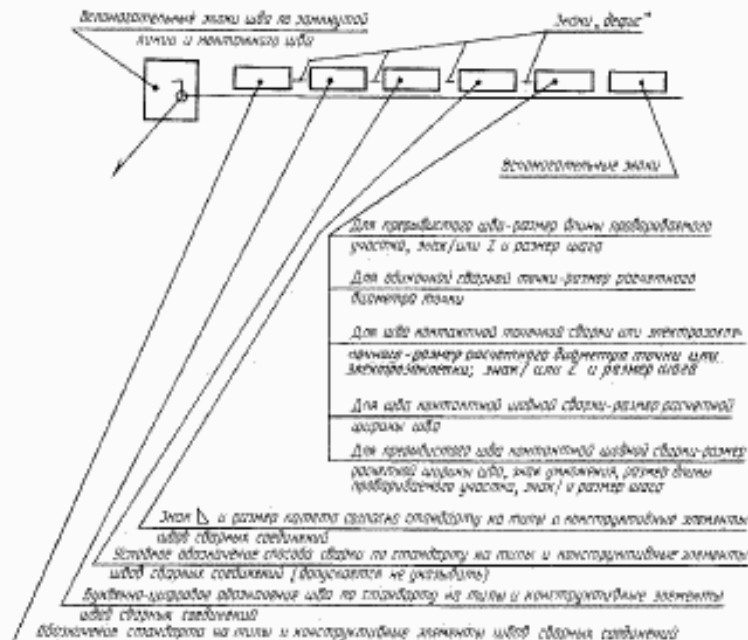 Вспомогательные знаки шва по замкнутой
линии и монтажного шва
Знаки „дефис"
Вспомогательные знаки
Для прерывистого шва-размер длины провариваемого
участка, знак / или Z и размер шага
Для одиночной сварной точки-размер расчетного
диаметра точки
Для шва контактной точечной сварки или электрозаклё-
почного-размер расчетного диаметра точки или
электрозаклепки; знак / или Z и размер шага
Для шва контактной шовной сварки-размер расчетной
ширины шва
Для прерывистого шва контактной шовной сварки-размер
расчетной ширины шва, знак умножения, размер длины
провариваемого участка, знак / и размер шага
Знак ◺ и размер катета согласно стандарту на типы и конструктивные элементы
швов сварных соединений
Условное обозначение способа сварки по стандарту на типы и конструктивные элементы
швов сварных соединений (допускается не указывать)
Буквенно-цифровое обозначение шва по стандарту на типы и конструктивные элементы
швов сварных соединений
Обозначение стандарта на типы и конструктивные элементы швов сварных соединений